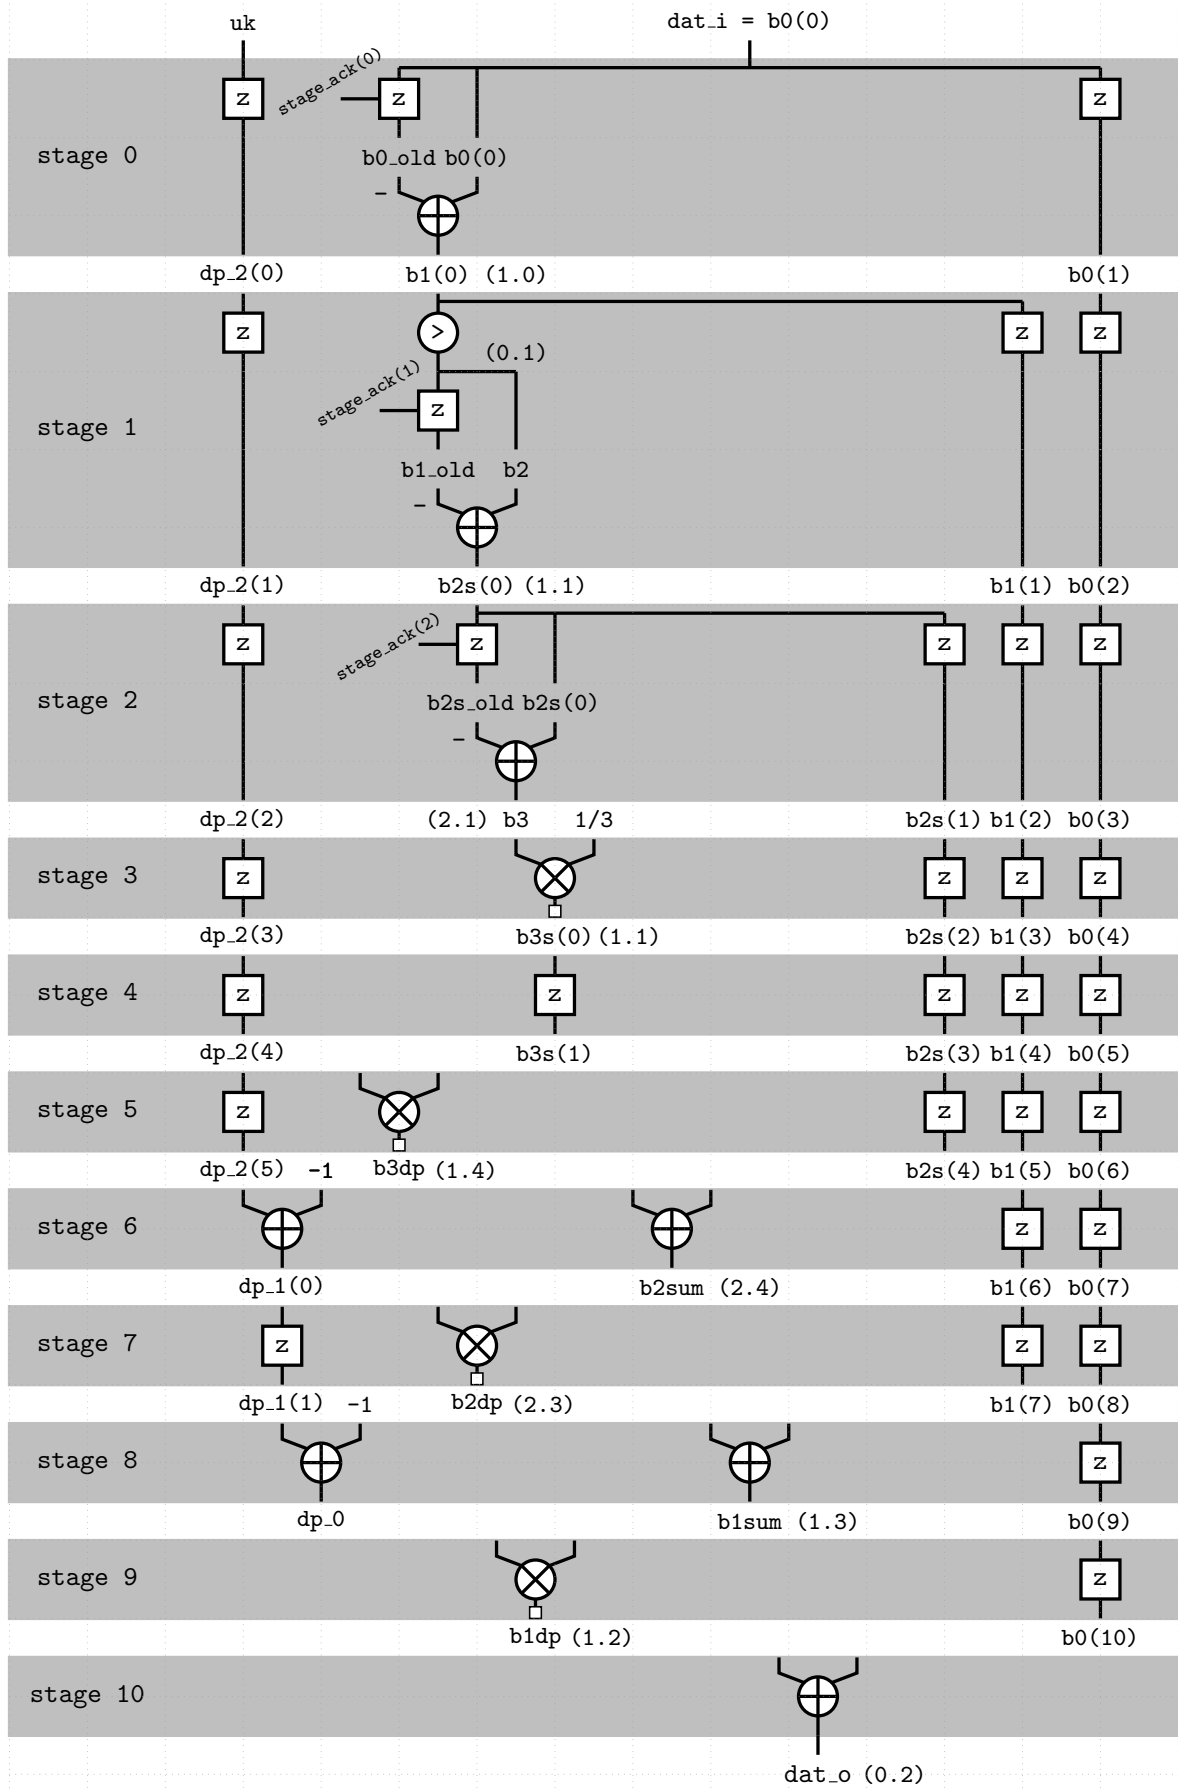 uk dat_i = b0(0)
stage_ack(0)
z z z
stage 0
b0_old b0(0)
-
dp_2(0) b1(0) (1.0) b0(1)
z > z z
(0.1)
stage_ack(1)
z
stage 1
b1_old b2
-
dp_2(1) b2s(0) (1.1) b1(1) b0(2)
stage_ack(2)
z z z z z
stage 2
b2s_old b2s(0)
-
dp_2(2) (2.1) b3 1/3 b2s(1) b1(2) b0(3)
stage 3 z z z z
dp_2(3) b3s(0) (1.1) b2s(2) b1(3) b0(4)
stage 4 z z z z z
dp_2(4) b3s(1) b2s(3) b1(4) b0(5)
stage 5 z z z z
dp_2(5) -1 b3dp (1.4) b2s(4) b1(5) b0(6)
stage 6 z z
dp_1(0) b2sum (2.4) b1(6) b0(7)
stage 7 z z z
dp_1(1) -1 b2dp (2.3) b1(7) b0(8)
stage 8 z
dp_0 b1sum (1.3) b0(9)
stage 9 z
b1dp (1.2) b0(10)
stage 10
dat_o (0.2)